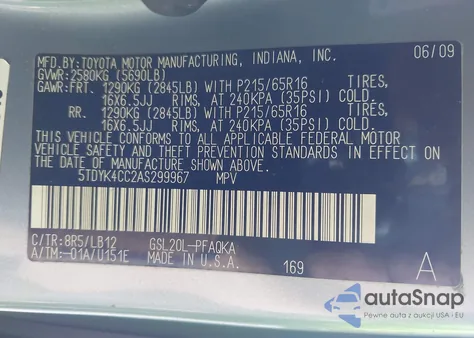 MFD.BY:TOYOTA MOTOR MANUFACTURING, INDIANA, INC. 06/09
GVWR:2580KG (5690LB)
GAWR:FRT. 1290KG (2845LB) WITH P215/65R16 TIRES,
16X6.5JJ RIMS, AT 240KPA (35PSI) COLD.
RR. 1290KG (2845LB) WITH P215/65R16 TIRES,
16X6.5JJ RIMS, AT 240KPA (35PSI) COLD.
THIS VEHICLE CONFORMS TO ALL APPLICABLE FEDERAL MOTOR
VEHICLE SAFETY AND THEFT PREVENTION STANDARDS IN EFFECT
ON THE DATE OF MANUFACTURE SHOWN ABOVE.
5TDYK4CC2AS299967 MPV
C/TR:8R5/LB12 GSL20L-PFAQKA
A/TM:-01A/U151E MADE IN U.S.A.
169 A
autoSnap
Pewne auta z aukcji USA - EU